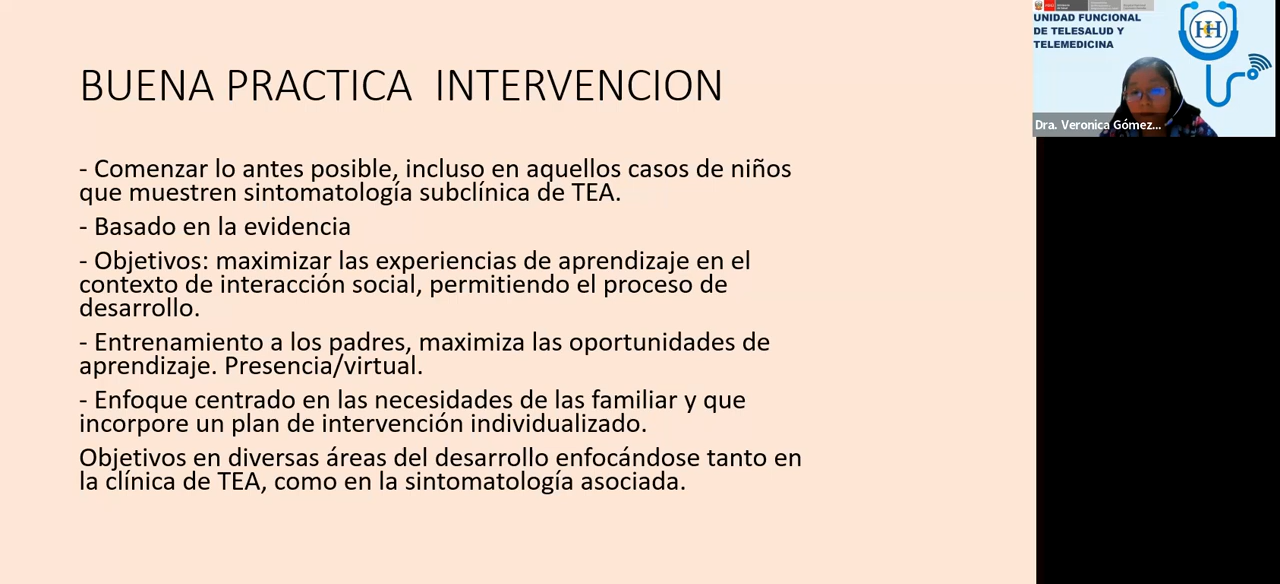 BUENA PRACTICA INTERVENCION
- Comenzar lo antes posible, incluso en aquellos casos de niños
que muestren sintomatología subclínica de TEA.
- Basado en la evidencia
- Objetivos: maximizar las experiencias de aprendizaje en el
contexto de interacción social, permitiendo el proceso de
desarrollo.
- Entrenamiento a los padres, maximiza las oportunidades de
aprendizaje. Presencia/virtual.
- Enfoque centrado en las necesidades de las familiar y que
incorpore un plan de intervención individualizado.
Objetivos en diversas áreas del desarrollo enfocándose tanto en
la clínica de TEA, como en la sintomatología asociada.
UNIDAD FUNCIONAL
DE TELESALUD Y
TELEMEDICINA
Dra. Veronica Gómez...